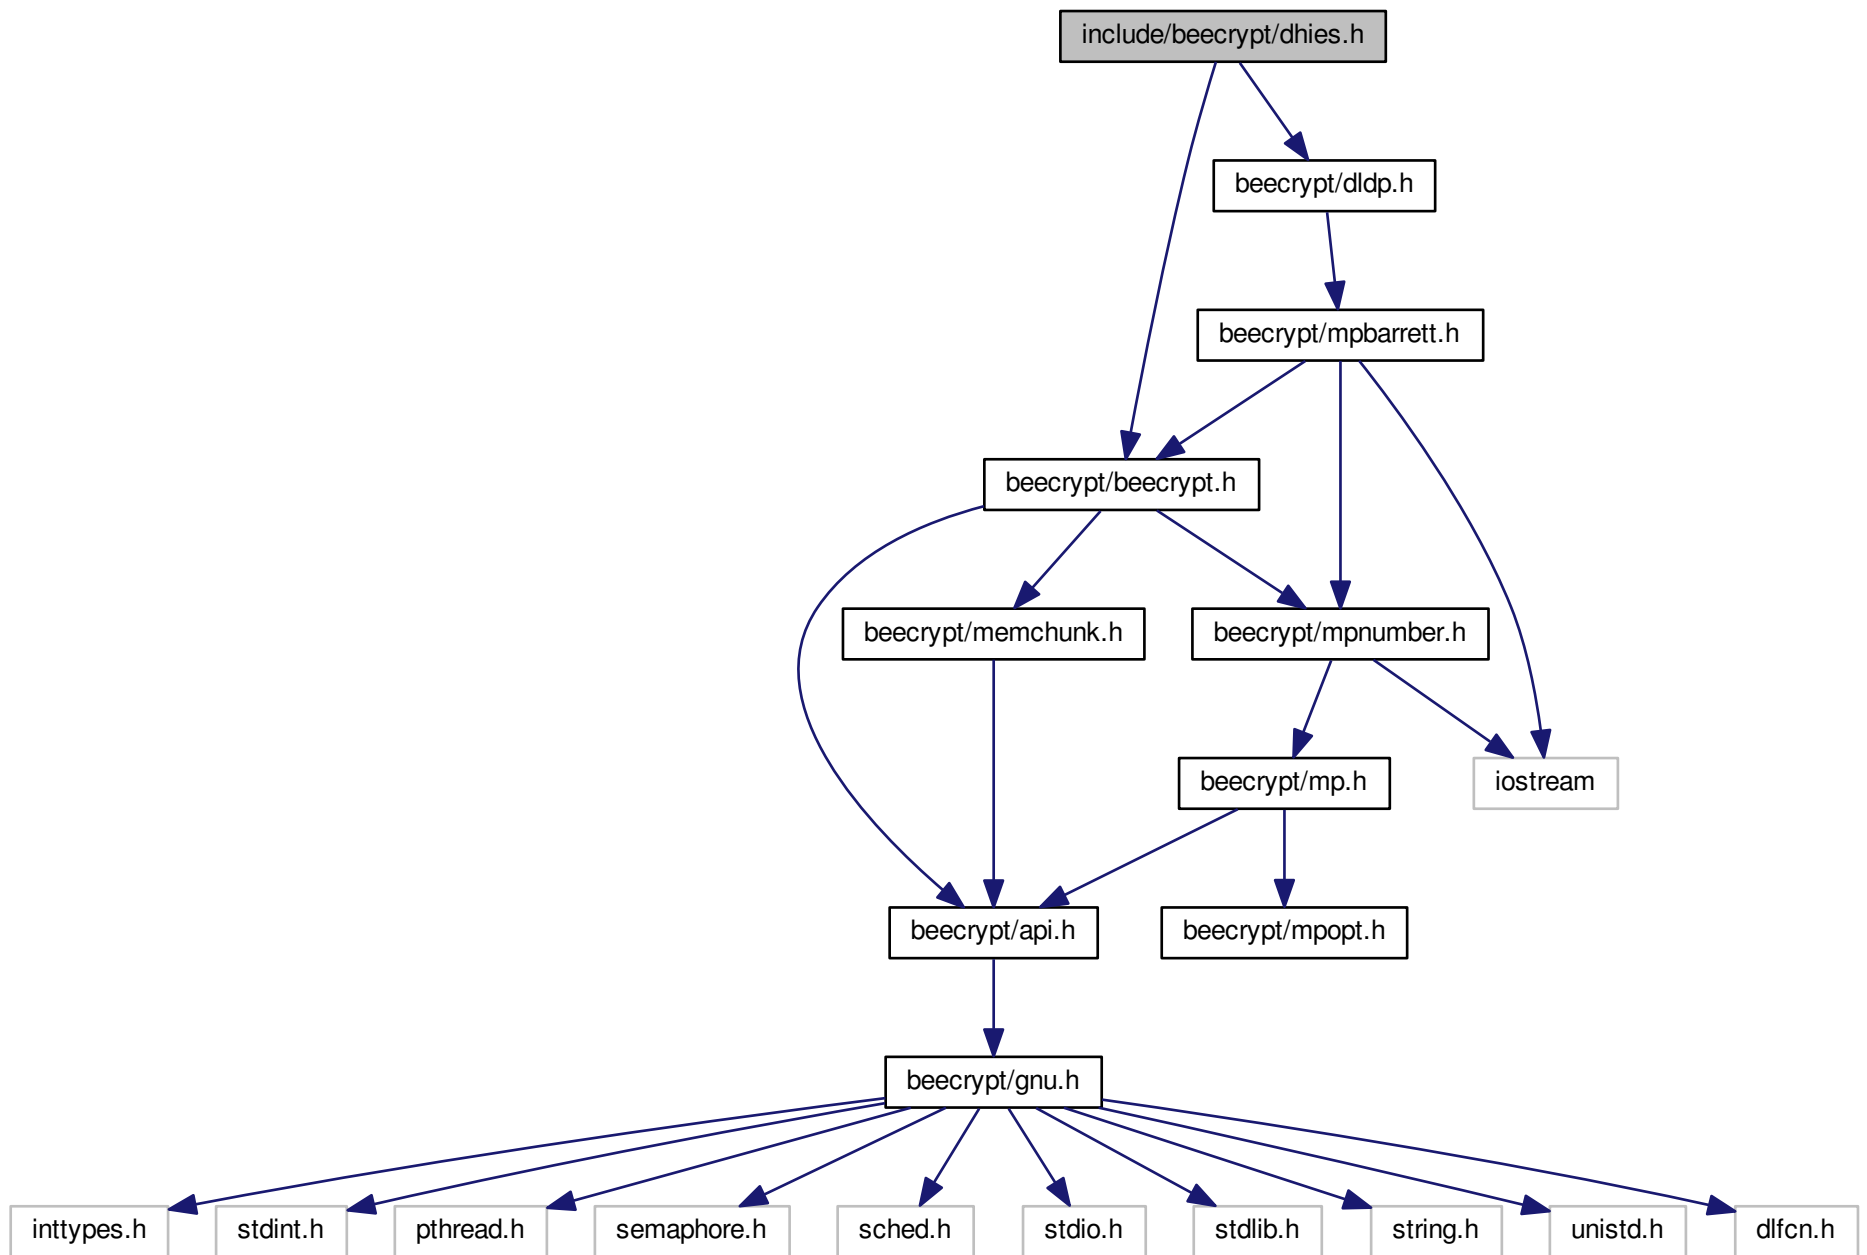 include/beecrypt/dhies.h
beecrypt/dldp.h
beecrypt/mpbarrett.h
beecrypt/beecrypt.h
beecrypt/memchunk.h
beecrypt/mpnumber.h
beecrypt/mp.h
iostream
beecrypt/api.h
beecrypt/mpopt.h
beecrypt/gnu.h
inttypes.h
stdint.h
pthread.h
semaphore.h
sched.h
stdio.h
stdlib.h
string.h
unistd.h
dlfcn.h